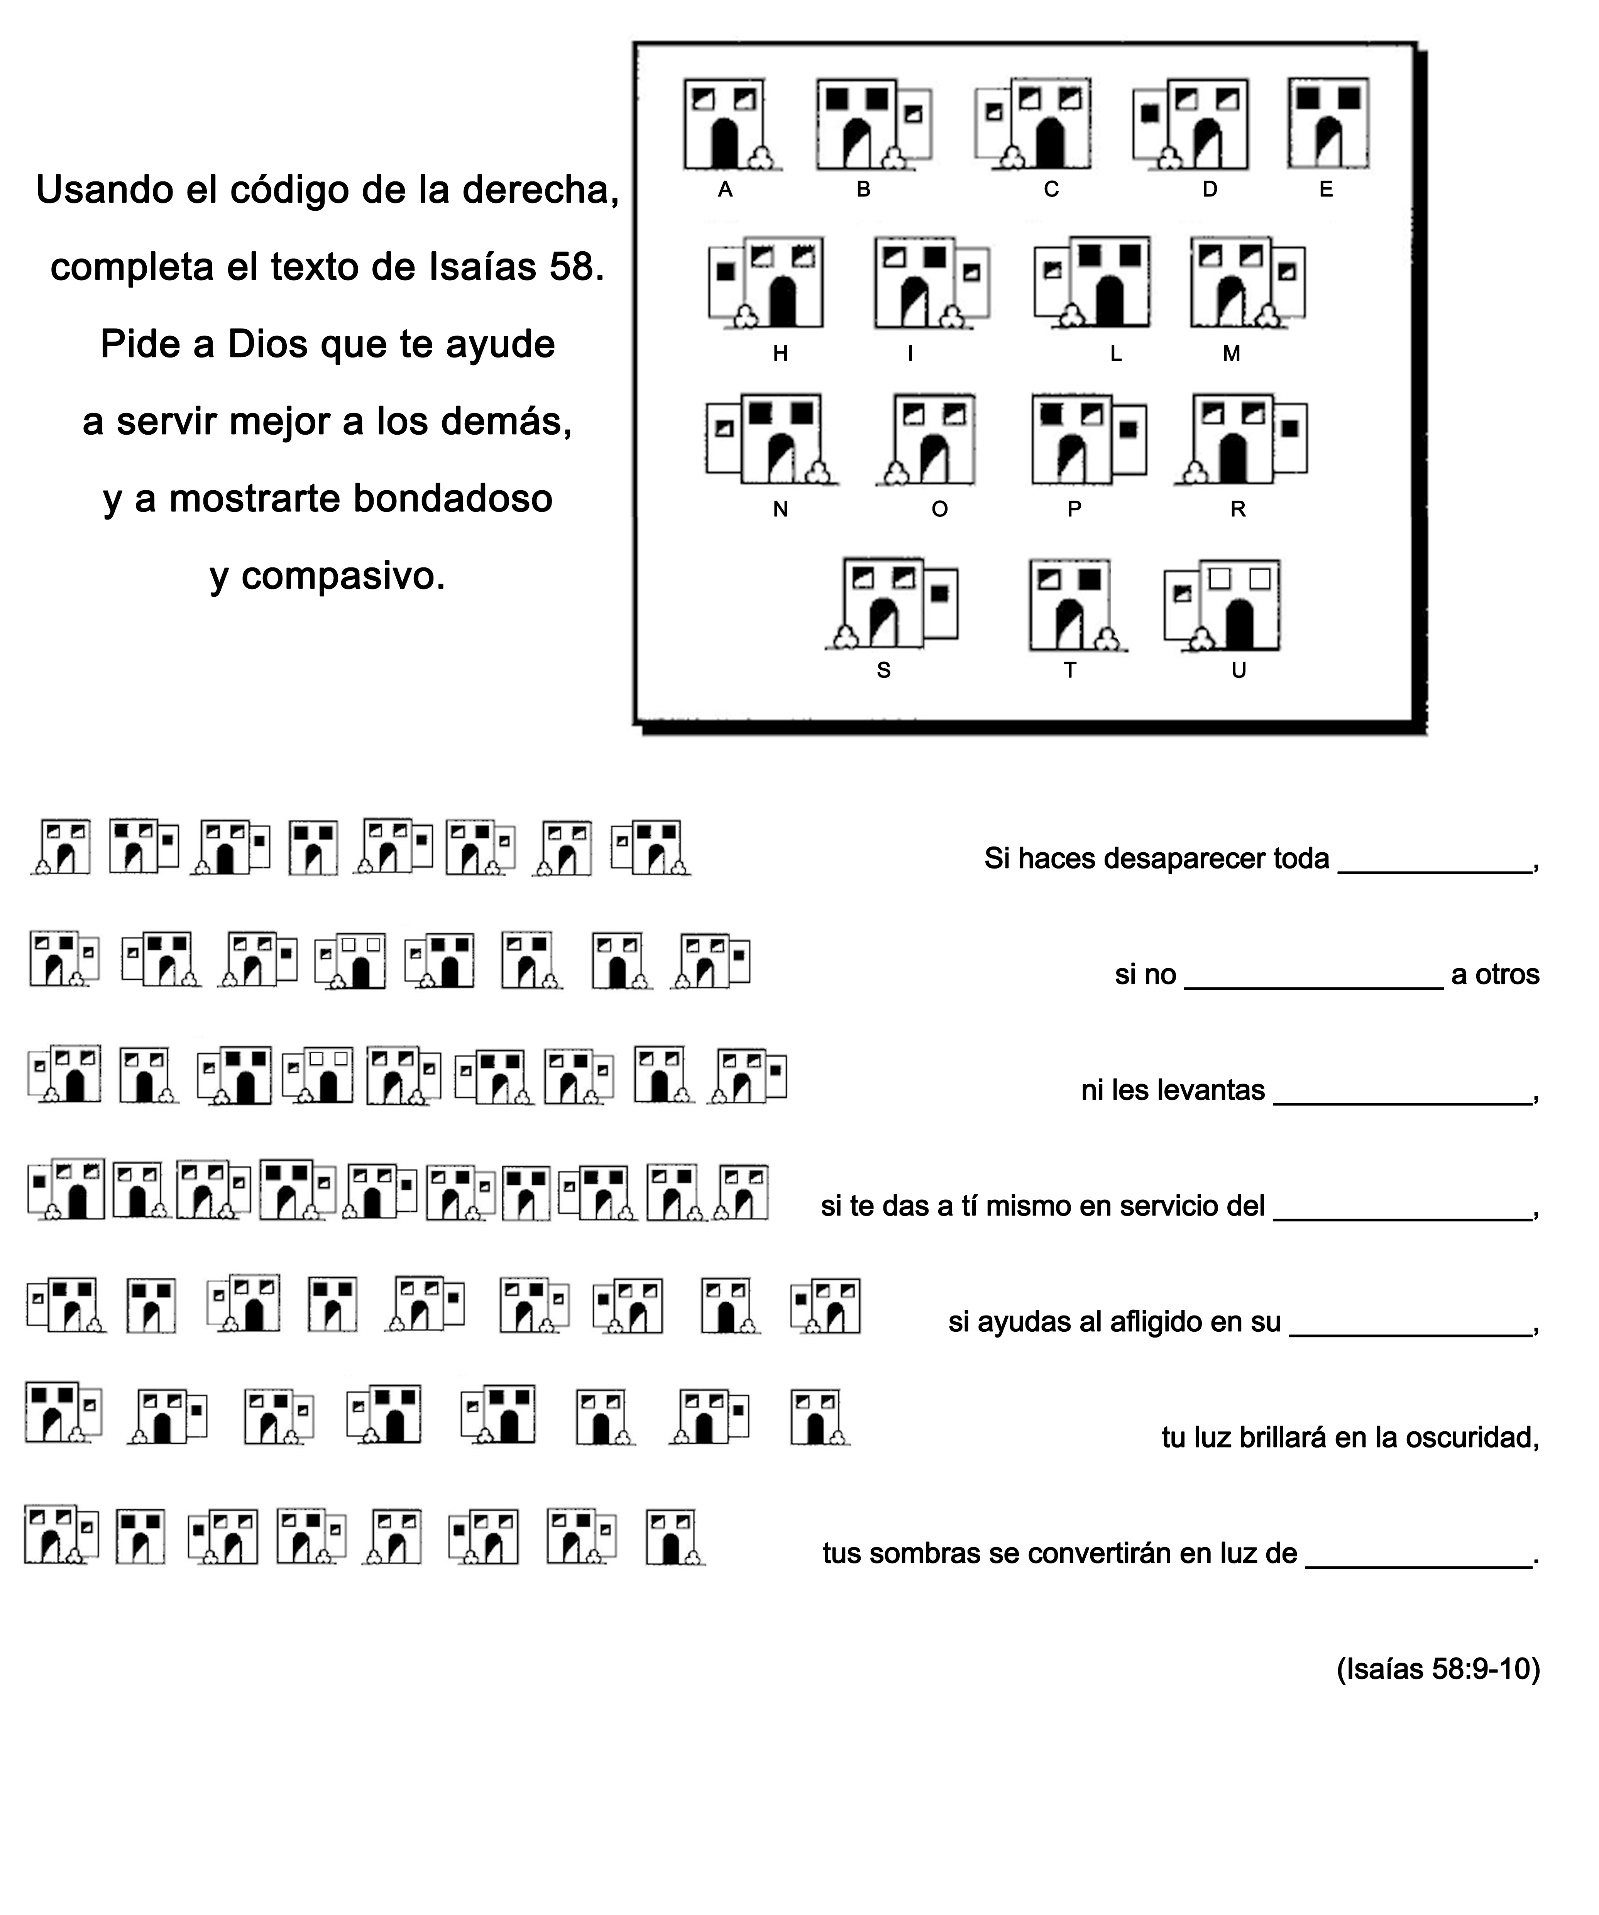 Usando el código de la derecha,
completa el texto de Isaías 58.
Pide a Dios que te ayude
a servir mejor a los demás,
y a mostrarte bondadoso
y compasivo.
A B C D E
H I L M
N O P R
S T U
Si haces desaparecer toda ____________,
si no ________________ a otros
ni les levantas ________________,
si te das a tí mismo en servicio del ________________,
si ayudas al afligido en su _______________,
tu luz brillará en la oscuridad,
tus sombras se convertirán en luz de ______________.
(Isaías 58:9-10)